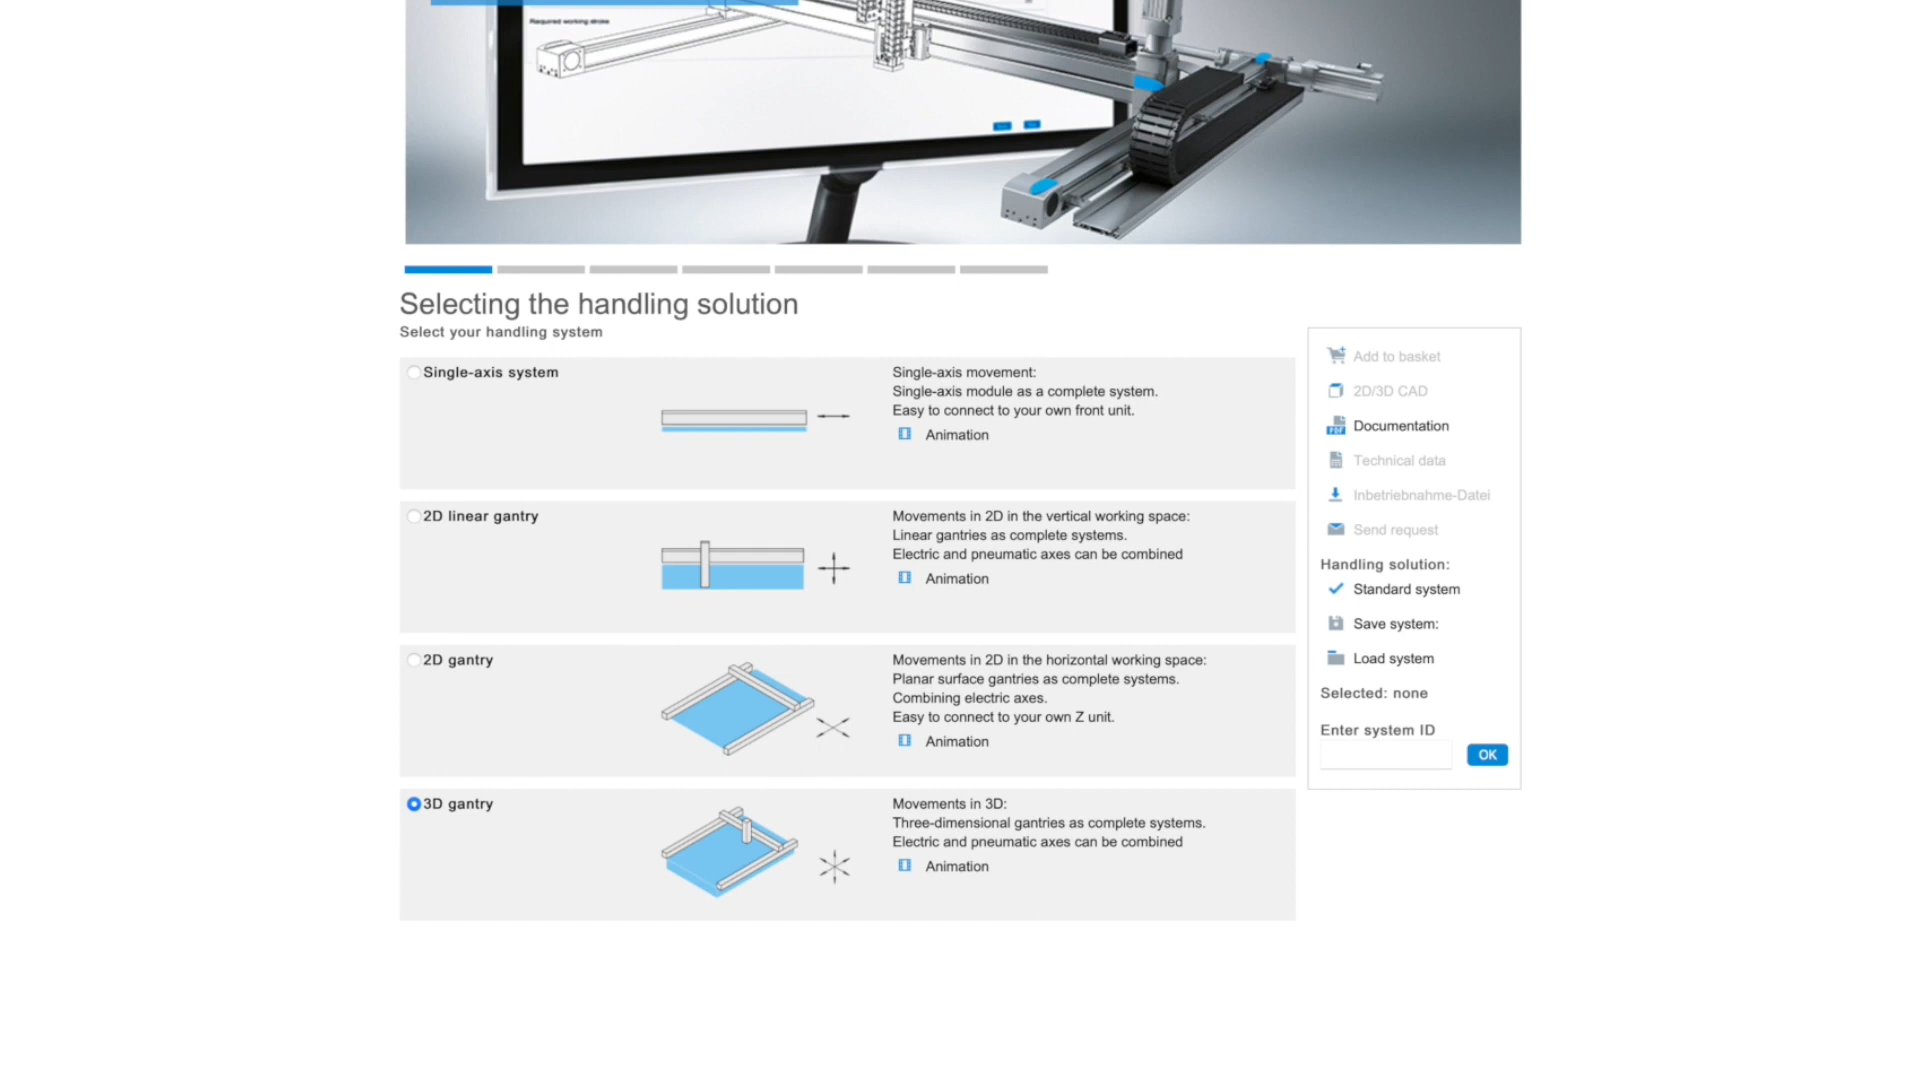 Required working stroke
Selecting the handling solution
Select your handling system
Single-axis system
Single-axis movement:
Single-axis module as a complete system.
Easy to connect to your own front unit.
Animation
2D linear gantry
Movements in 2D in the vertical working space:
Linear gantries as complete systems.
Electric and pneumatic axes can be combined
Animation
2D gantry
Movements in 2D in the horizontal working space:
Planar surface gantries as complete systems.
Combining electric axes.
Easy to connect to your own Z unit.
Animation
3D gantry
Movements in 3D:
Three-dimensional gantries as complete systems.
Electric and pneumatic axes can be combined
Animation
Add to basket
2D/3D CAD
PDF
Documentation
Technical data
Inbetriebnahme-Datei
Send request
Handling solution:
Standard system
Save system:
Load system
Selected: none
Enter system ID
OK